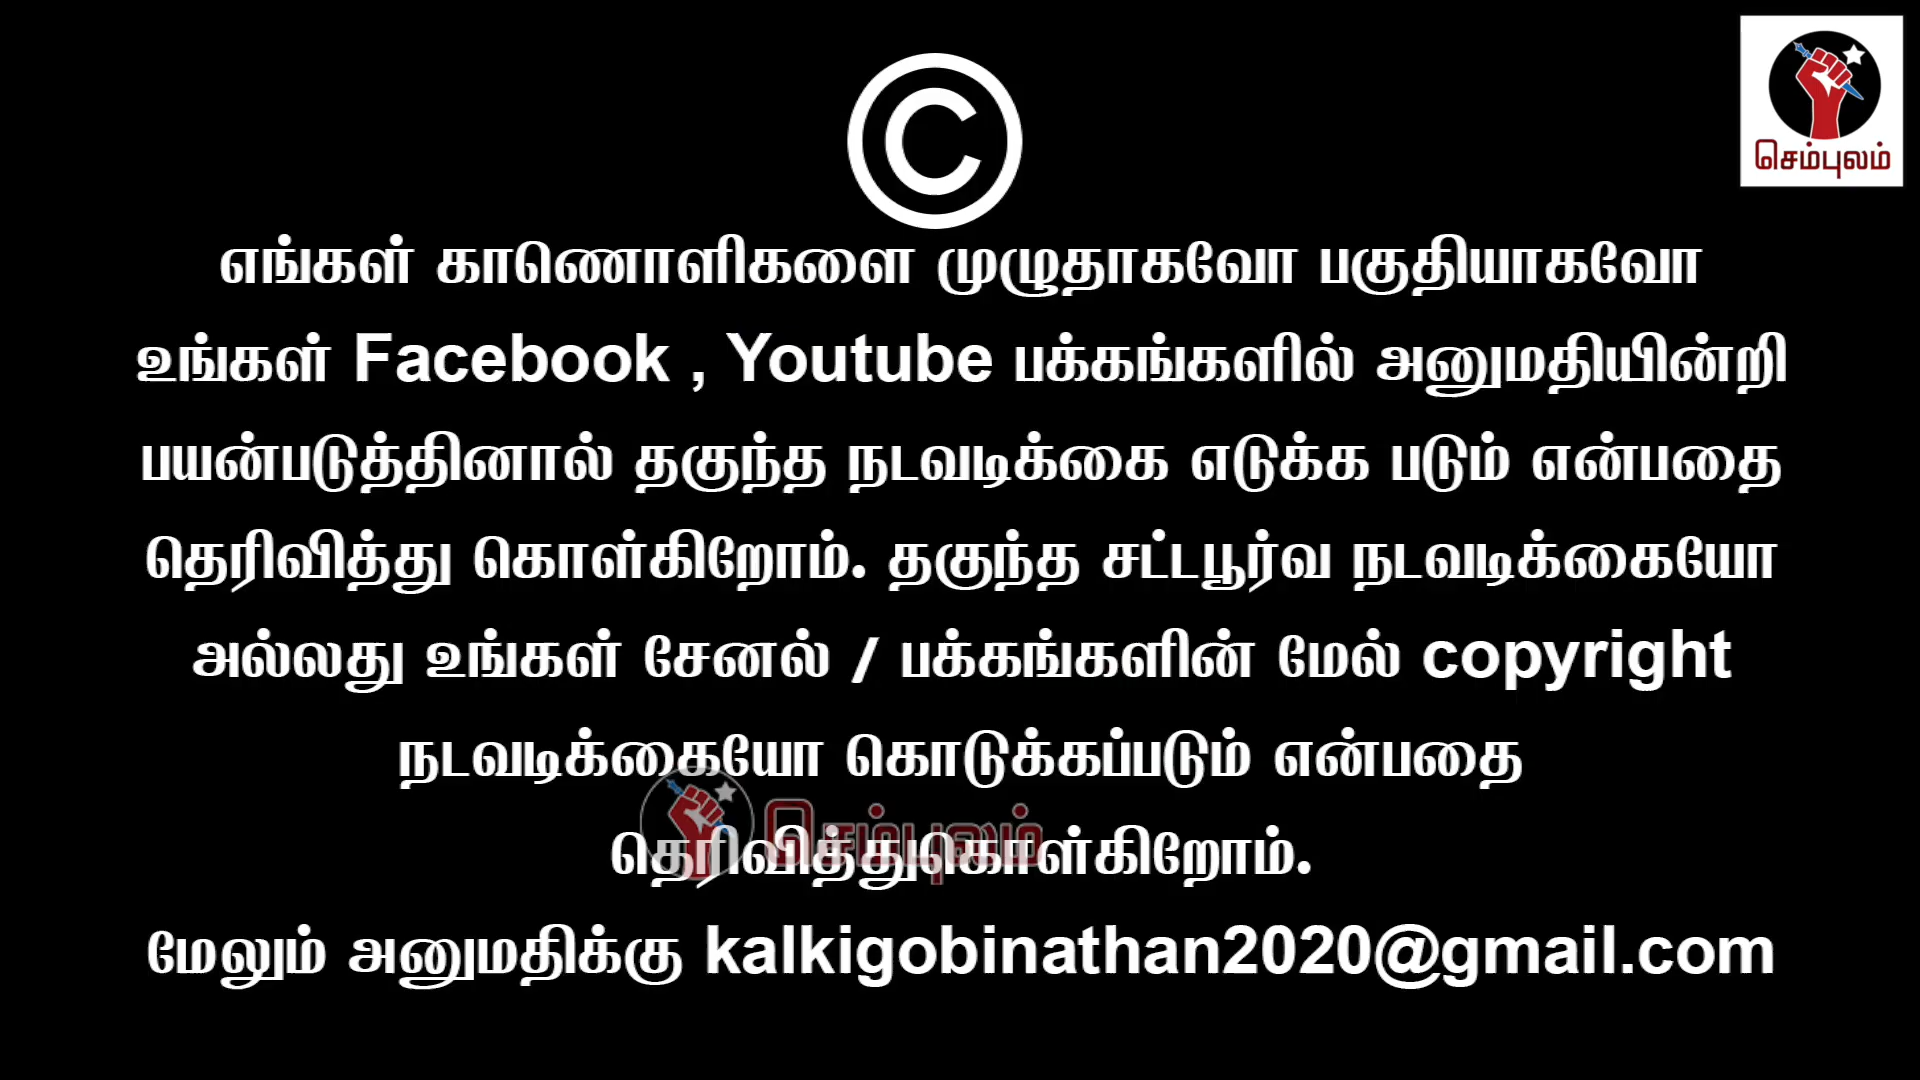 ©
செம்புலம்
எங்கள் காணொளிகளை முழுதாகவோ பகுதியாகவோ
உங்கள் Facebook , Youtube பக்கங்களில் அனுமதியின்றி
பயன்படுத்தினால் தகுந்த நடவடிக்கை எடுக்க படும் என்பதை
தெரிவித்து கொள்கிறோம். தகுந்த சட்டபூர்வ நடவடிக்கையோ
அல்லது உங்கள் சேனல் / பக்கங்களின் மேல் copyright
நடவடிக்கையோ கொடுக்கப்படும் என்பதை
தெரிவித்துகொள்கிறோம்.
செம்புலம்
மேலும் அனுமதிக்கு kalkigobinathan2020@gmail.com